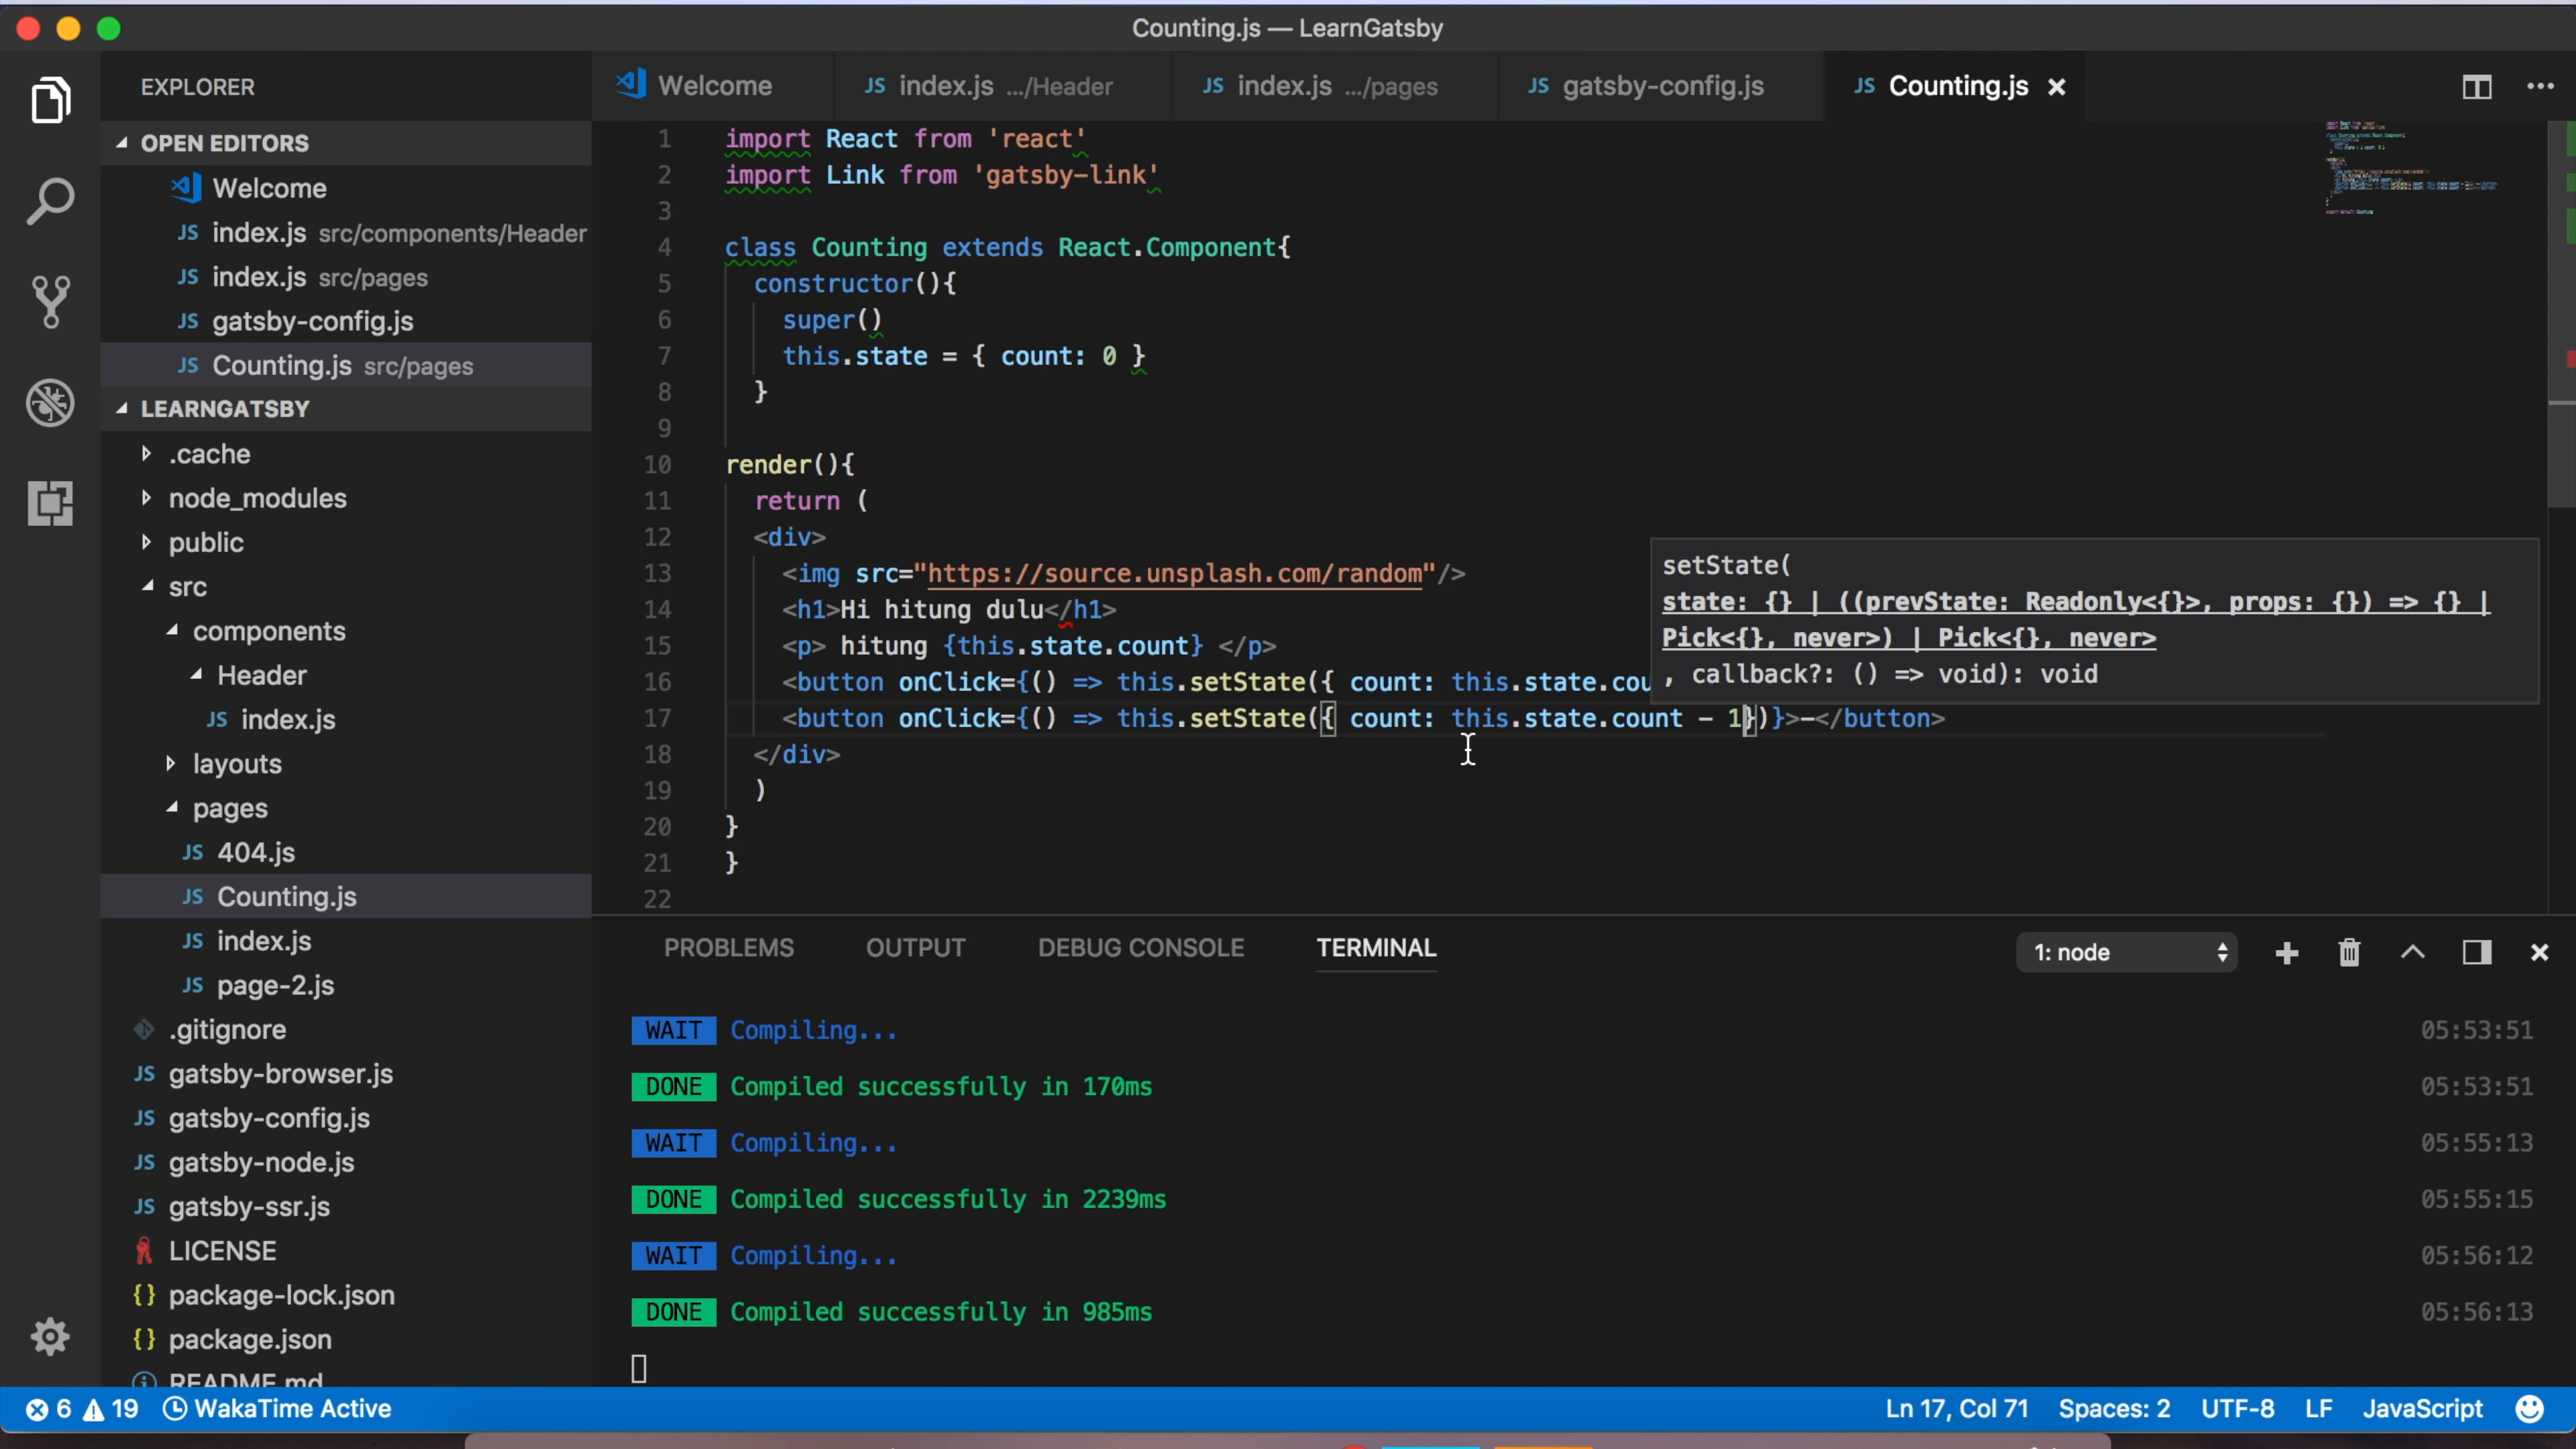 Counting.js — LearnGatsby
EXPLORER
OPEN EDITORS
Welcome
JS index.js src/components/Header
JS index.js src/pages
JS gatsby-config.js
JS Counting.js src/pages
LEARNGATSBY
.cache
node_modules
public
src
components
Header
JS index.js
layouts
pages
JS 404.js
JS Counting.js
JS index.js
JS page-2.js
.gitignore
JS gatsby-browser.js
JS gatsby-config.js
JS gatsby-node.js
JS gatsby-ssr.js
LICENSE
{} package-lock.json
{} package.json
README.md
Welcome
JS index.js .../Header
JS index.js .../pages
JS gatsby-config.js
JS Counting.js
1 import React from 'react'
2 import Link from 'gatsby-link'
3
4 class Counting extends React.Component{
5 constructor(){
6 super()
7 this.state = { count: 0 }
8 }
9
10 render(){
11 return (
12 <div>
13 <img src="https://source.unsplash.com/random"/>
14 <h1>Hi hitung dulu</h1>
15 <p> hitung {this.state.count} </p>
16 <button onClick={() => this.setState({ count: this.state.cou
17 <button onClick={() => this.setState({ count: this.state.count - 1})}>-</button>
18 </div>
19 )
20 }
21 }
22
setState(
state: {} | ((prevState: Readonly<{}>, props: {}) => {} |
Pick<{}, never>) | Pick<{}, never>
, callback?: () => void): void
PROBLEMS OUTPUT DEBUG CONSOLE TERMINAL
1: node
WAIT Compiling... 05:53:51
DONE Compiled successfully in 170ms 05:53:51
WAIT Compiling... 05:55:13
DONE Compiled successfully in 2239ms 05:55:15
WAIT Compiling... 05:56:12
DONE Compiled successfully in 985ms 05:56:13
6 19 WakaTime Active
Ln 17, Col 71 Spaces: 2 UTF-8 LF JavaScript